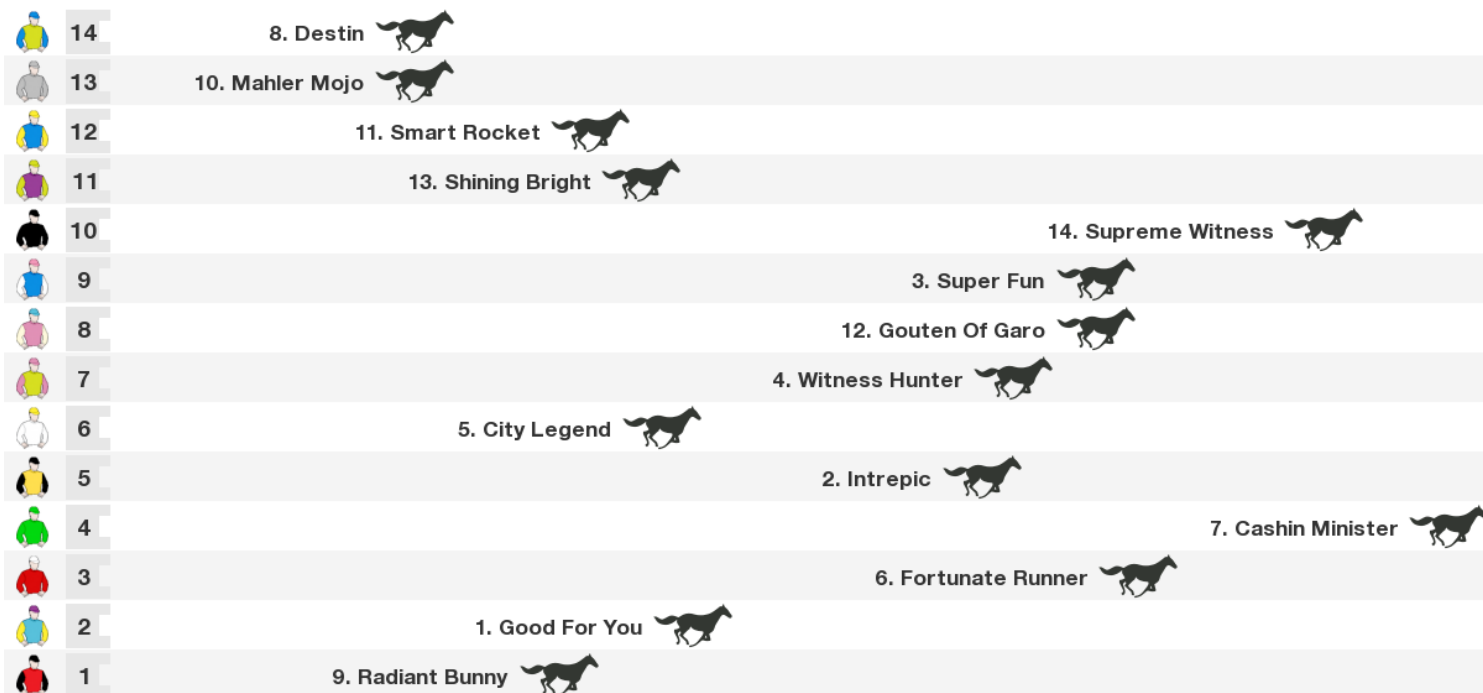 14 8. Destin
13 10. Mahler Mojo
12 11. Smart Rocket
11 13. Shining Bright
10 14. Supreme Witness
9 3. Super Fun
8 12. Gouten Of Garo
7 4. Witness Hunter
6 5. City Legend
5 2. Intrepic
4 7. Cashin Minister
3 6. Fortunate Runner
2 1. Good For You
1 9. Radiant Bunny